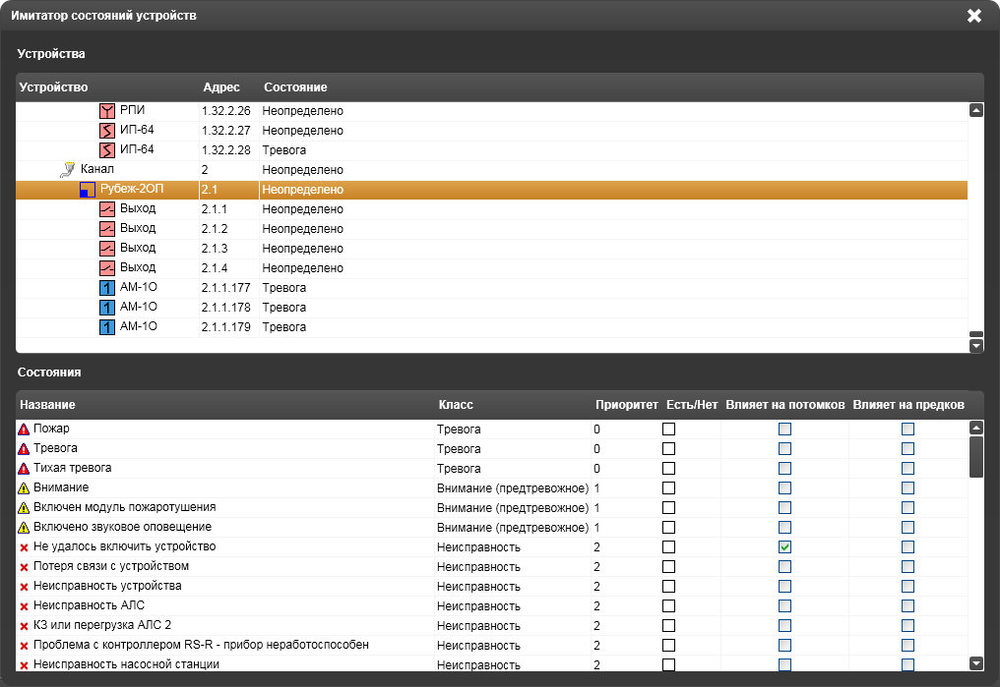 Имитатор состояний устройств
Устройства
Устройство Адрес Состояние
РПИ 1.32.2.26 Неопределено
ИП-64 1.32.2.27 Неопределено
ИП-64 1.32.2.28 Тревога
Канал 2 Неопределено
Рубеж-2ОП 2.1 Неопределено
Выход 2.1.1 Неопределено
Выход 2.1.2 Неопределено
Выход 2.1.3 Неопределено
Выход 2.1.4 Неопределено
1 АМ-1О 2.1.1.177 Тревога
1 АМ-1О 2.1.1.178 Тревога
1 АМ-1О 2.1.1.179 Тревога
Состояния
Название Класс Приоритет Есть/Нет Влияет на потомков Влияет на предков
Пожар Тревога 0
Тревога Тревога 0
Тихая тревога Тревога 0
Внимание Внимание (предтревожное) 1
Включен модуль пожаротушения Внимание (предтревожное) 1
Включено звуковое оповещение Внимание (предтревожное) 1
Не удалось включить устройство Неисправность 2
Потеря связи с устройством Неисправность 2
Неисправность устройства Неисправность 2
Неисправность АЛС Неисправность 2
КЗ или перегрузка АЛС 2 Неисправность 2
Проблема с контроллером RS-R - прибор неработоспособен Неисправность 2
Неисправность насосной станции Неисправность 2